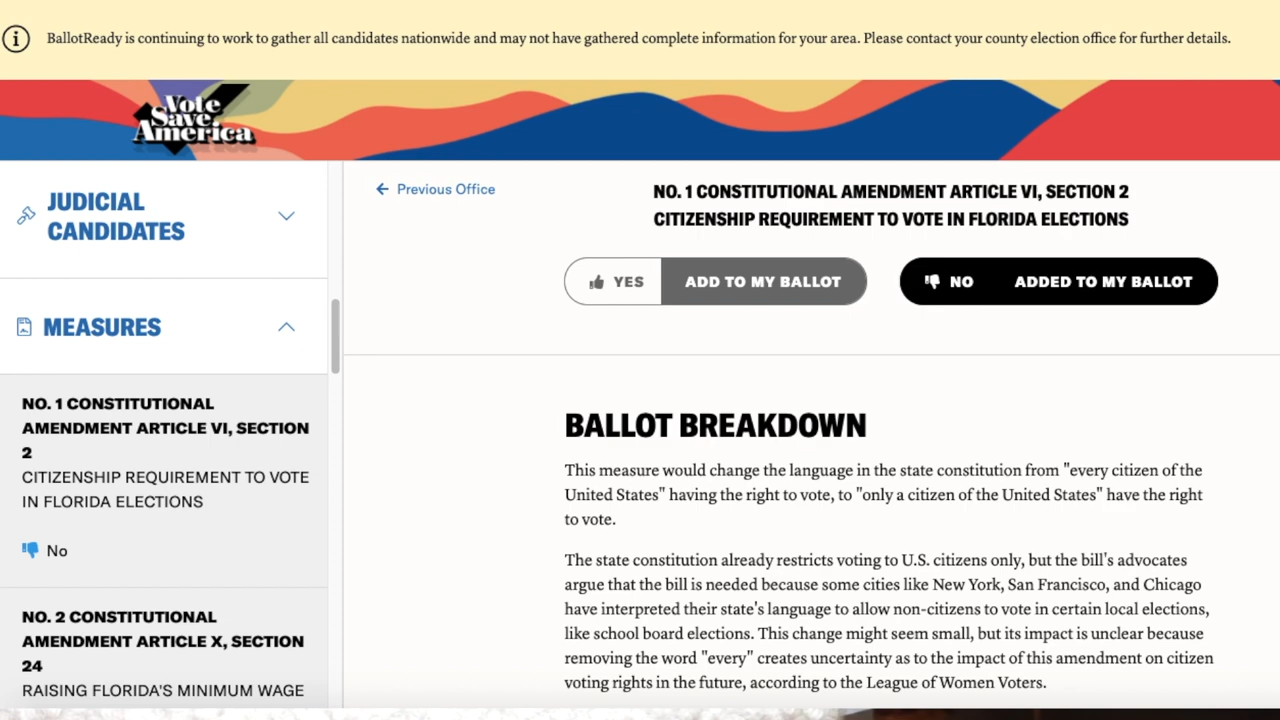 BallotReady is continuing to work to gather all candidates nationwide and may not have gathered complete information for your area. Please contact your county election office for further details.
Vote
Save
America
JUDICIAL
CANDIDATES
MEASURES
NO. 1 CONSTITUTIONAL
AMENDMENT ARTICLE VI, SECTION
2
CITIZENSHIP REQUIREMENT TO VOTE
IN FLORIDA ELECTIONS
No
NO. 2 CONSTITUTIONAL
AMENDMENT ARTICLE X, SECTION
24
RAISING FLORIDA'S MINIMUM WAGE
Previous Office
NO. 1 CONSTITUTIONAL AMENDMENT ARTICLE VI, SECTION 2
CITIZENSHIP REQUIREMENT TO VOTE IN FLORIDA ELECTIONS
YES ADD TO MY BALLOT
NO ADDED TO MY BALLOT
BALLOT BREAKDOWN
This measure would change the language in the state constitution from "every citizen of the
United States" having the right to vote, to "only a citizen of the United States" have the right
to vote.
The state constitution already restricts voting to U.S. citizens only, but the bill's advocates
argue that the bill is needed because some cities like New York, San Francisco, and Chicago
have interpreted their state's language to allow non-citizens to vote in certain local elections,
like school board elections. This change might seem small, but its impact is unclear because
removing the word "every" creates uncertainty as to the impact of this amendment on citizen
voting rights in the future, according to the League of Women Voters.